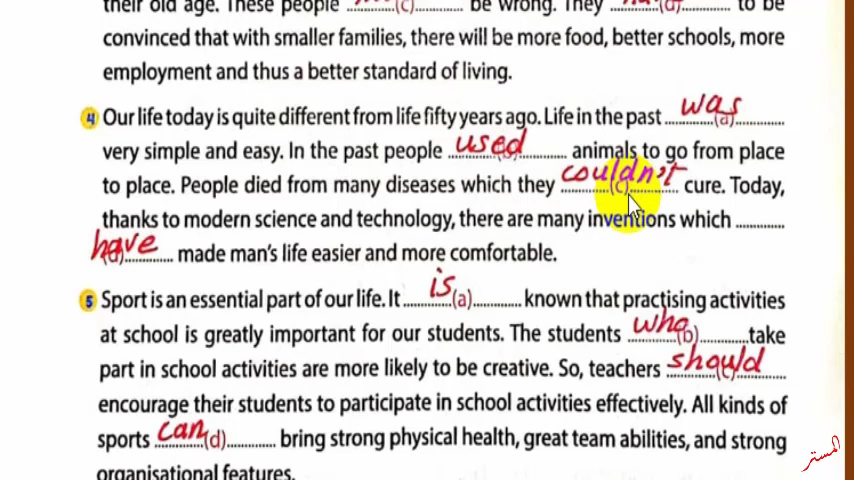 their old age. These people ........(c)........... be wrong. They ........(d)........... to be
convinced that with smaller families, there will be more food, better schools, more
employment and thus a better standard of living.
4 Our life today is quite different from life fifty years ago. Life in the past was (a)
very simple and easy. In the past people used animals to go from place
to place. People died from many diseases which they couldn't (c) cure. Today,
thanks to modern science and technology, there are many inventions which ............
have (d) made man's life easier and more comfortable.
5 Sport is an essential part of our life. It is (a) known that practising activities
at school is greatly important for our students. The students who (b) take
part in school activities are more likely to be creative. So, teachers should
encourage their students to participate in school activities effectively. All kinds of
sports can (d) bring strong physical health, great team abilities, and strong
organisational features.
المستر